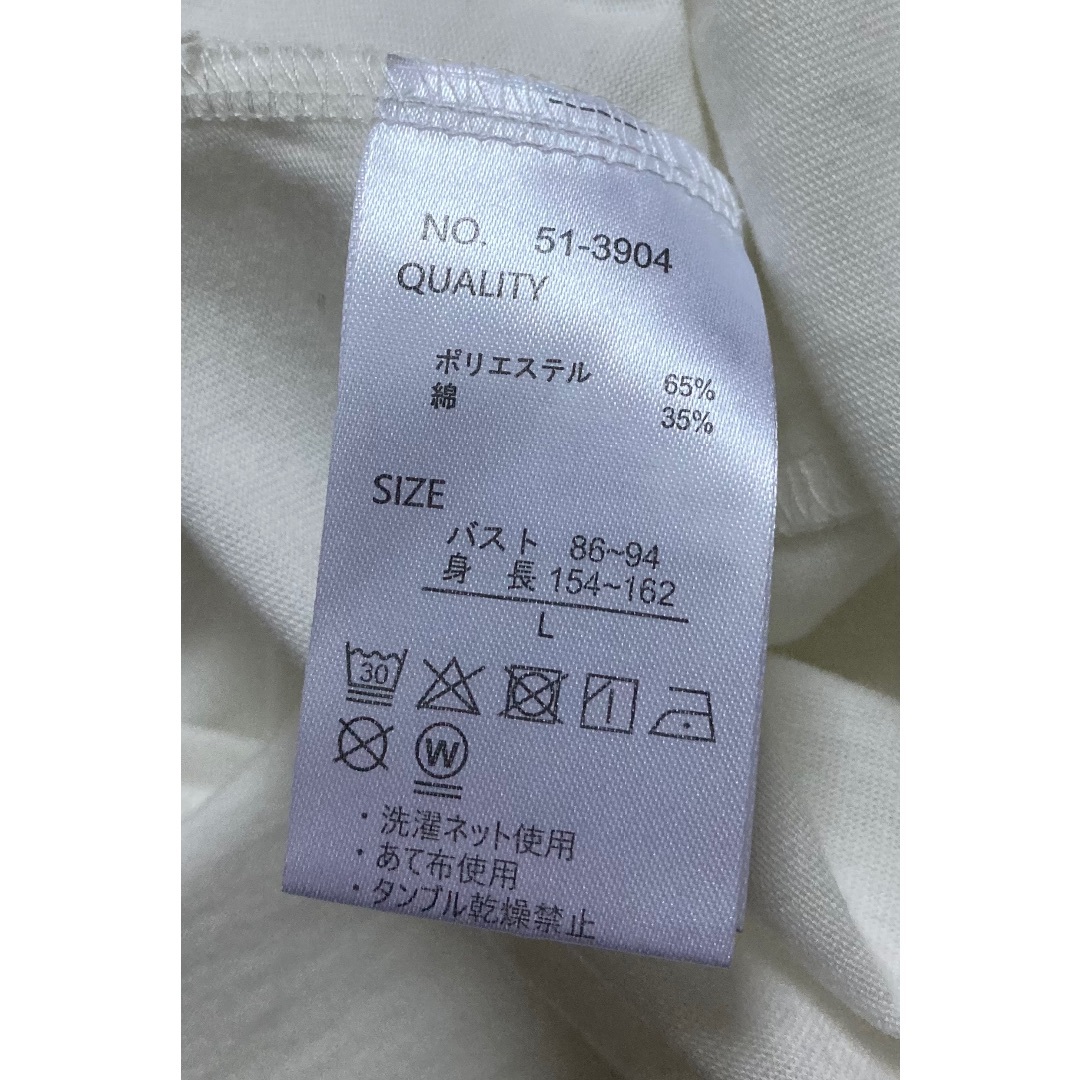 NO. 51-3904
QUALITY
ポリエステル 65%
綿 35%
SIZE
バスト 86~94
身 長 154~162
L
30
W
・洗濯ネット使用
・あて布使用
・タンブル乾燥禁止